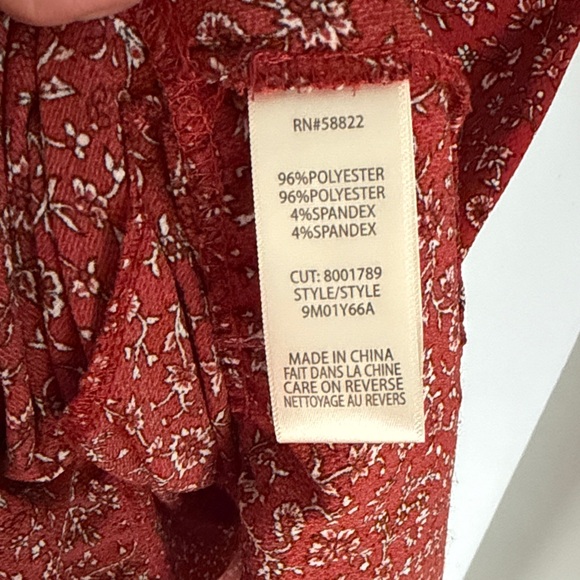 RN#58822
96%POLYESTER
96%POLYESTER
4%SPANDEX
4%SPANDEX
CUT: 8001789
STYLE/STYLE
9M01Y66A
MADE IN CHINA
FAIT DANS LA CHINE
CARE ON REVERSE
NETTOYAGE AU REVERS